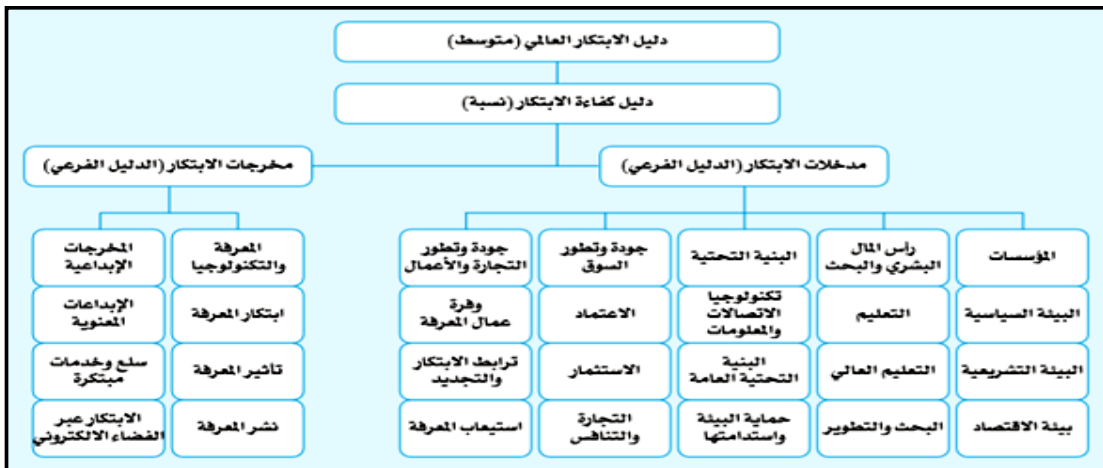 دليل الابتكار العالمي (متوسط)
دليل كفاءة الابتكار (نسبة)
مدخلات الابتكار (الدليل الفرعي)
مخرجات الابتكار (الدليل الفرعي)
المؤسسات
البيئة السياسية
البيئة التشريعية
بيئة الاقتصاد
رأس المال
البشري والبحث
التعليم
التعليم العالي
البحث والتطوير
البنية التحتية
تكنولوجيا
الاتصالات
والمعلومات
البنية
التحتية العامة
حماية البيئة
واستدامتها
جودة وتطور
السوق
الاعتماد
الاستثمار
التجارة
والتنافس
جودة وتطور
التجارة والأعمال
وفرة
عمال المعرفة
ترابط الابتكار
والتجديد
استيعاب المعرفة
المعرفة
والتكنولوجيا
ابتكار المعرفة
تأثير المعرفة
نشر المعرفة
المخرجات
الإبداعية
الإبداعات
المعنوية
سلع وخدمات
مبتكرة
الابتكار عبر
الفضاء الالكتروني